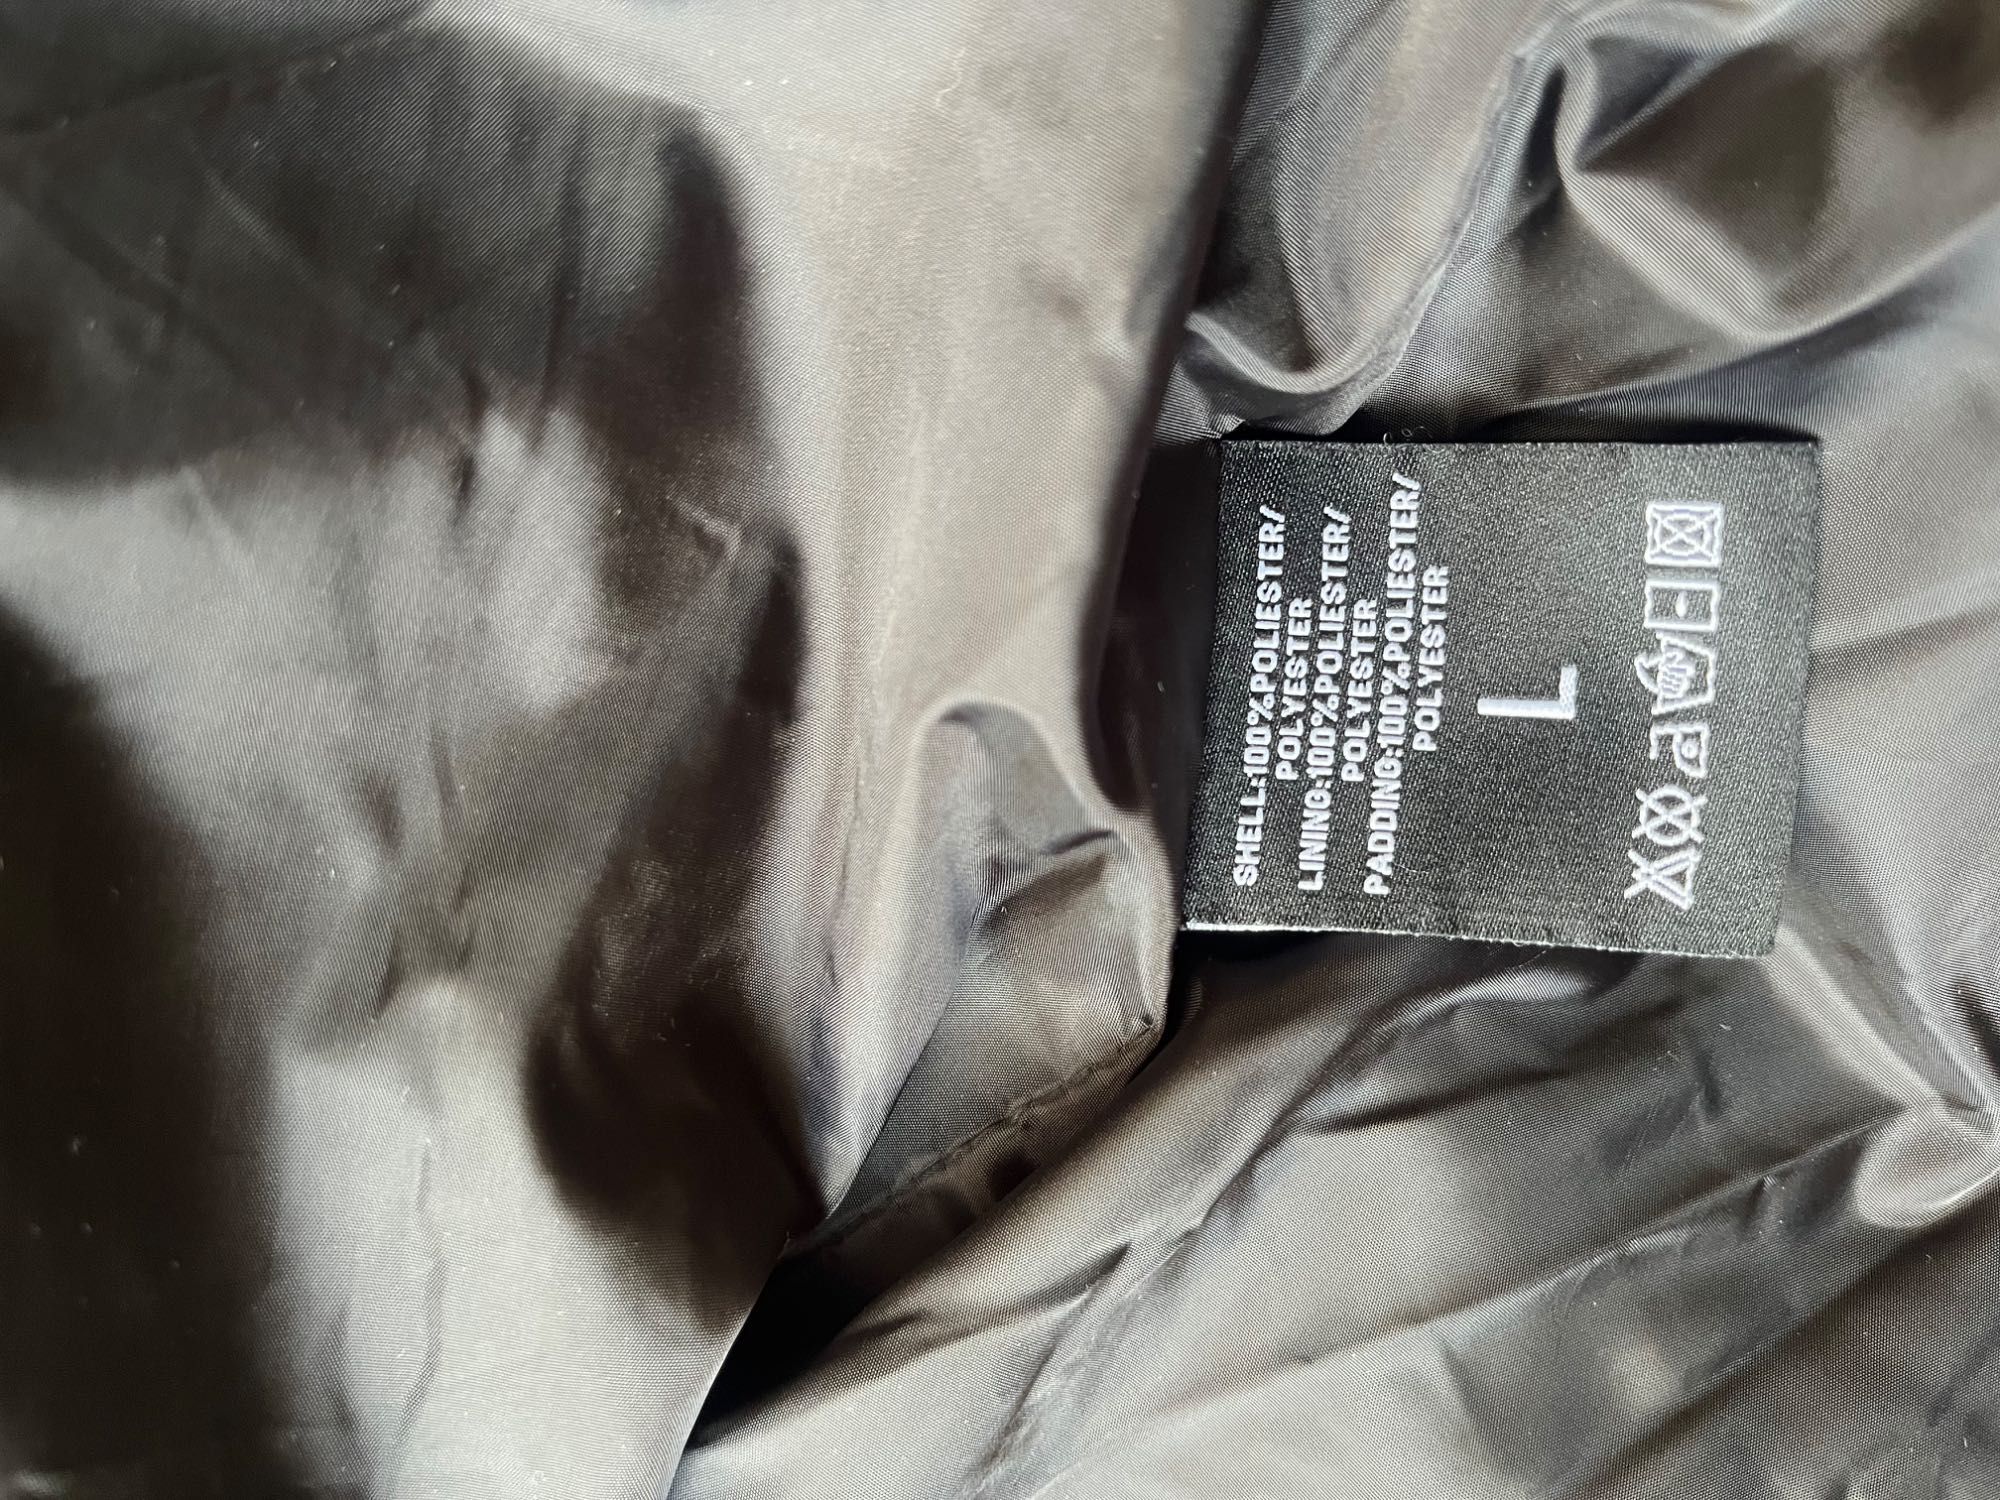 SHELL:100%POLIESTER/
POLYESTER
LINING:100%POLIESTER/
POLYESTER
PADDING:100%POLIESTER/
POLYESTER
L